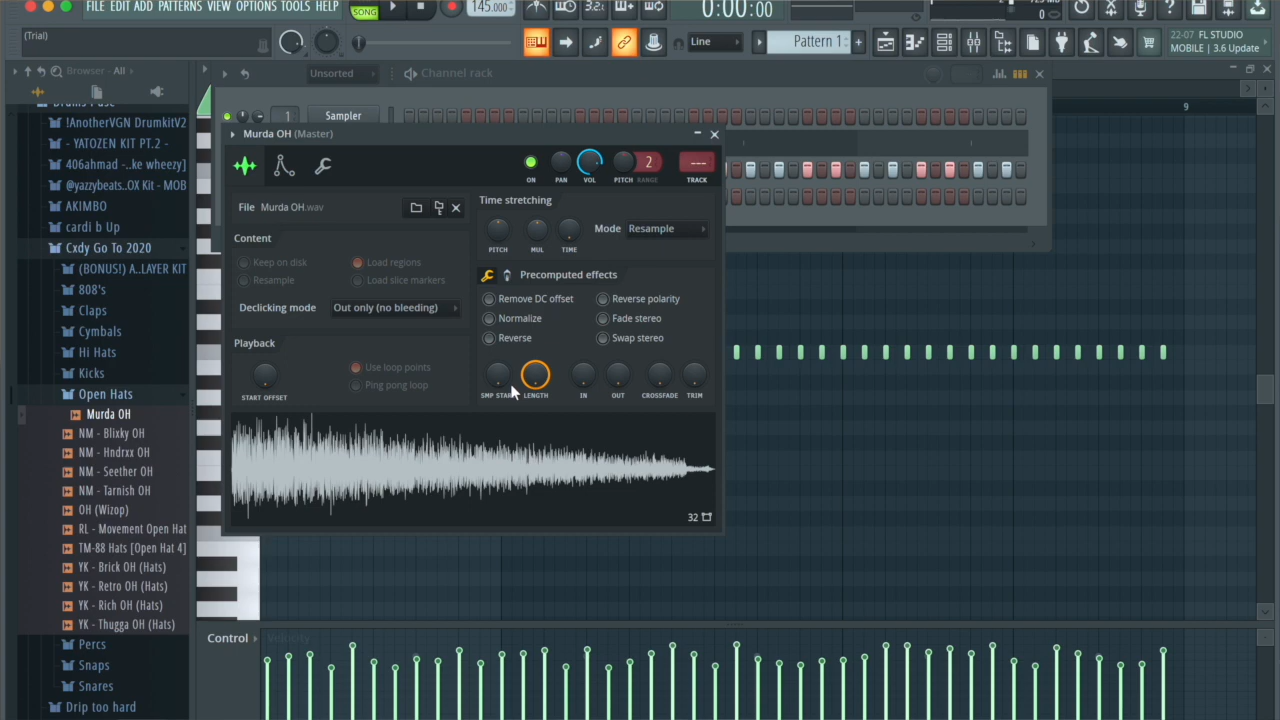 FILE EDIT ADD PATTERNS VIEW OPTIONS TOOLS HELP
SONG
145.000
3.2.
0:00:00
0
(Trial)
Line
Pattern 1
22-07 FL STUDIO
MOBILE | 3.6 Update
Browser - All
Unsorted
Channel rack
9
!AnotherVGN DrumkitV2
- YATOZEN KIT PT.2 -
406ahmad -..ke wheezy]
@yazzybeats..OX Kit - MOB
AKIMBO
cardi b Up
Cxdy Go To 2020
(BONUS!) A..LAYER KIT
808's
Claps
Cymbals
Hi Hats
Kicks
Open Hats
Murda OH
NM - Blixky OH
NM - Hndrxx OH
NM - Seether OH
NM - Tarnish OH
OH (Wizop)
RL - Movement Open Hat
TM-88 Hats [Open Hat 4]
YK - Brick OH (Hats)
YK - Retro OH (Hats)
YK - Rich OH (Hats)
YK - Thugga OH (Hats)
Percs
Snaps
Snares
Drip too hard
1
Sampler
Murda OH (Master)
2
---
ON
PAN
VOL
PITCH RANGE
TRACK
File Murda OH.wav
Content
Keep on disk
Load regions
Resample
Load slice markers
Declicking mode
Out only (no bleeding)
Playback
Use loop points
Ping pong loop
START OFFSET
Time stretching
PITCH
MUL
TIME
Mode
Resample
Precomputed effects
Remove DC offset
Reverse polarity
Normalize
Fade stereo
Reverse
Swap stereo
LENGTH
IN
OUT
CROSSFADE
TRIM
32
Control
Velocity